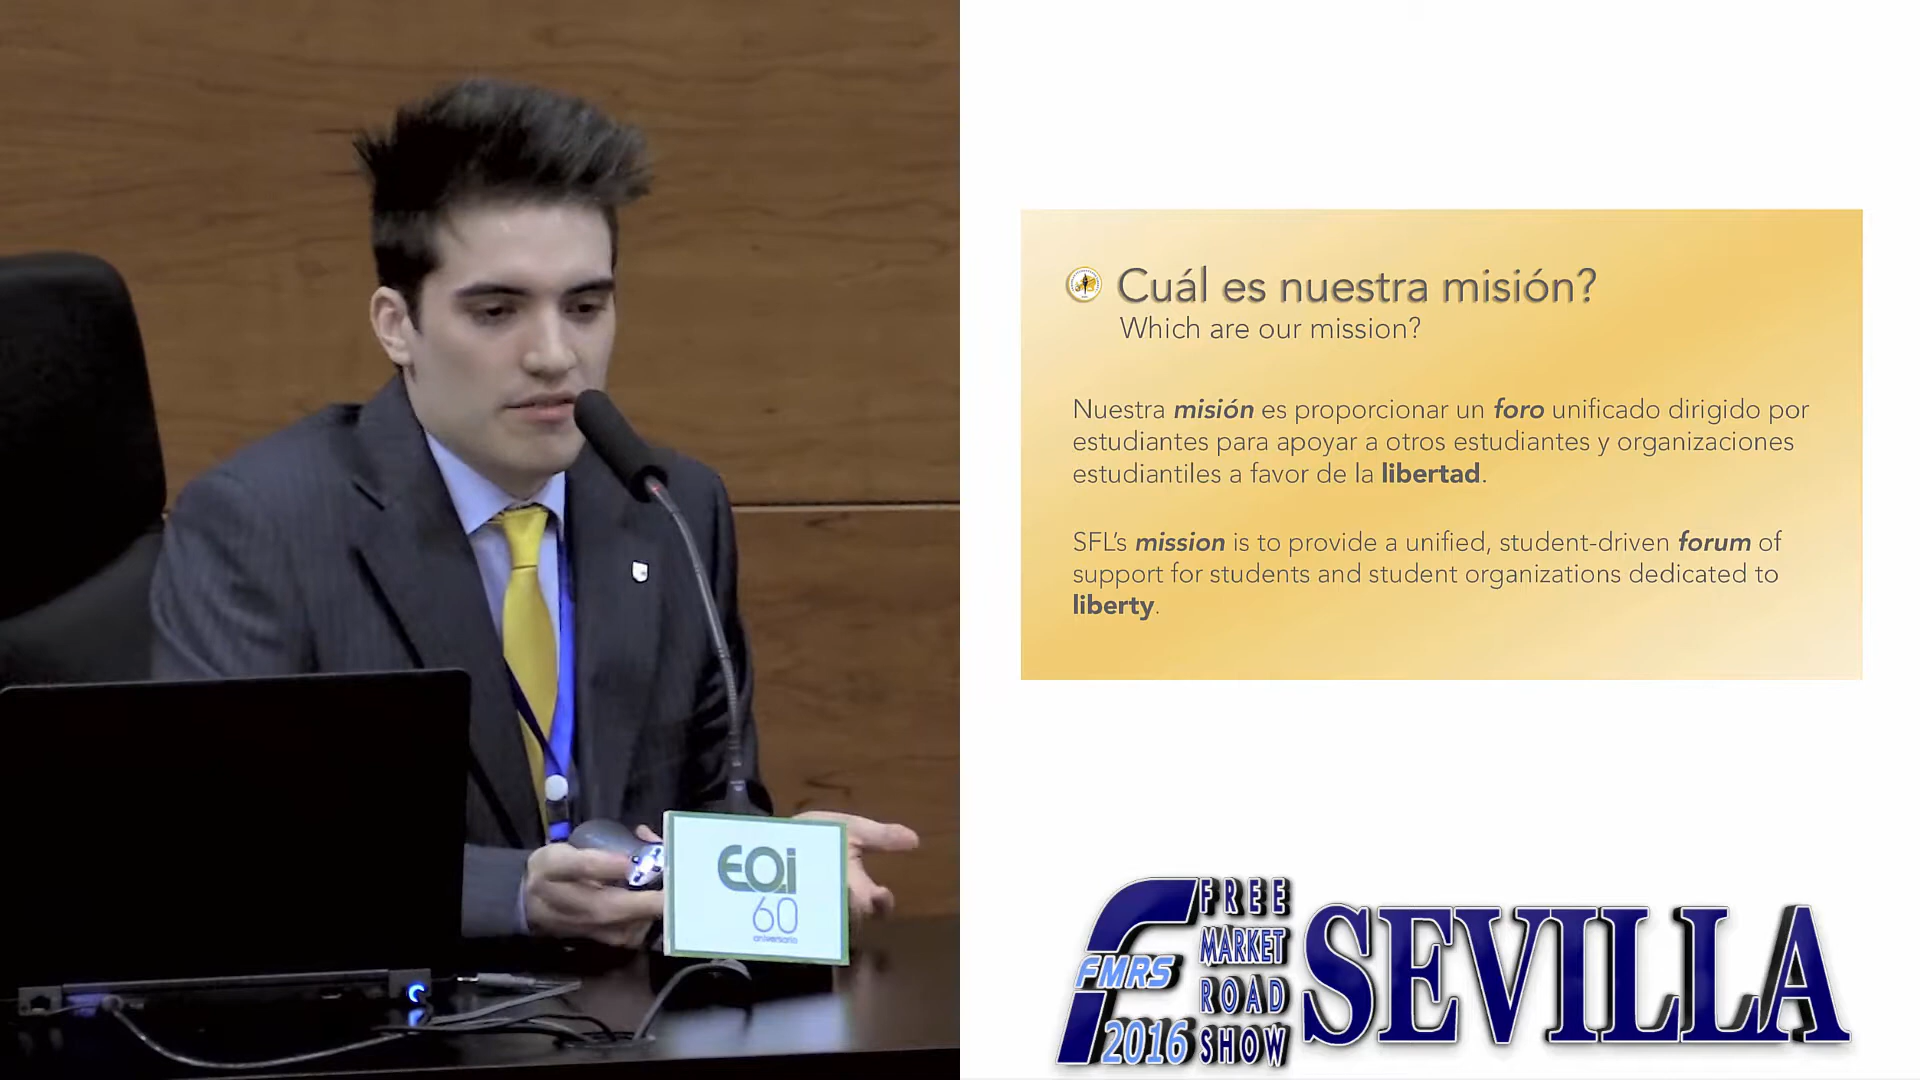 Cuál es nuestra misión?
Which are our mission?
Nuestra misión es proporcionar un foro unificado dirigido por
estudiantes para apoyar a otros estudiantes y organizaciones
estudiantiles a favor de la libertad.
SFL's mission is to provide a unified, student-driven forum of
support for students and student organizations dedicated to
liberty.
EOi
60
aniversario
FMRS
2016
FREE
MARKET
ROAD
SHOW
SEVILLA